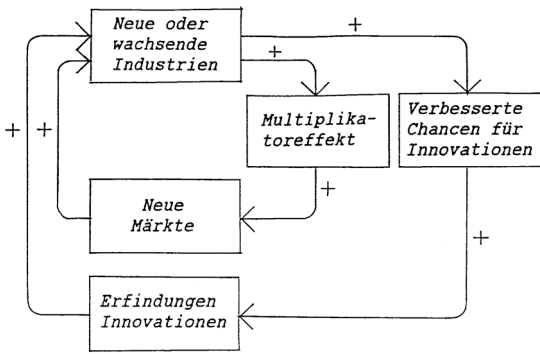 Neue oder
wachsende
Industrien
+
+
Multiplika-
toreffekt
Verbesserte
Chancen für
Innovationen
+
+
+
Neue
Märkte
+
Erfindungen
Innovationen